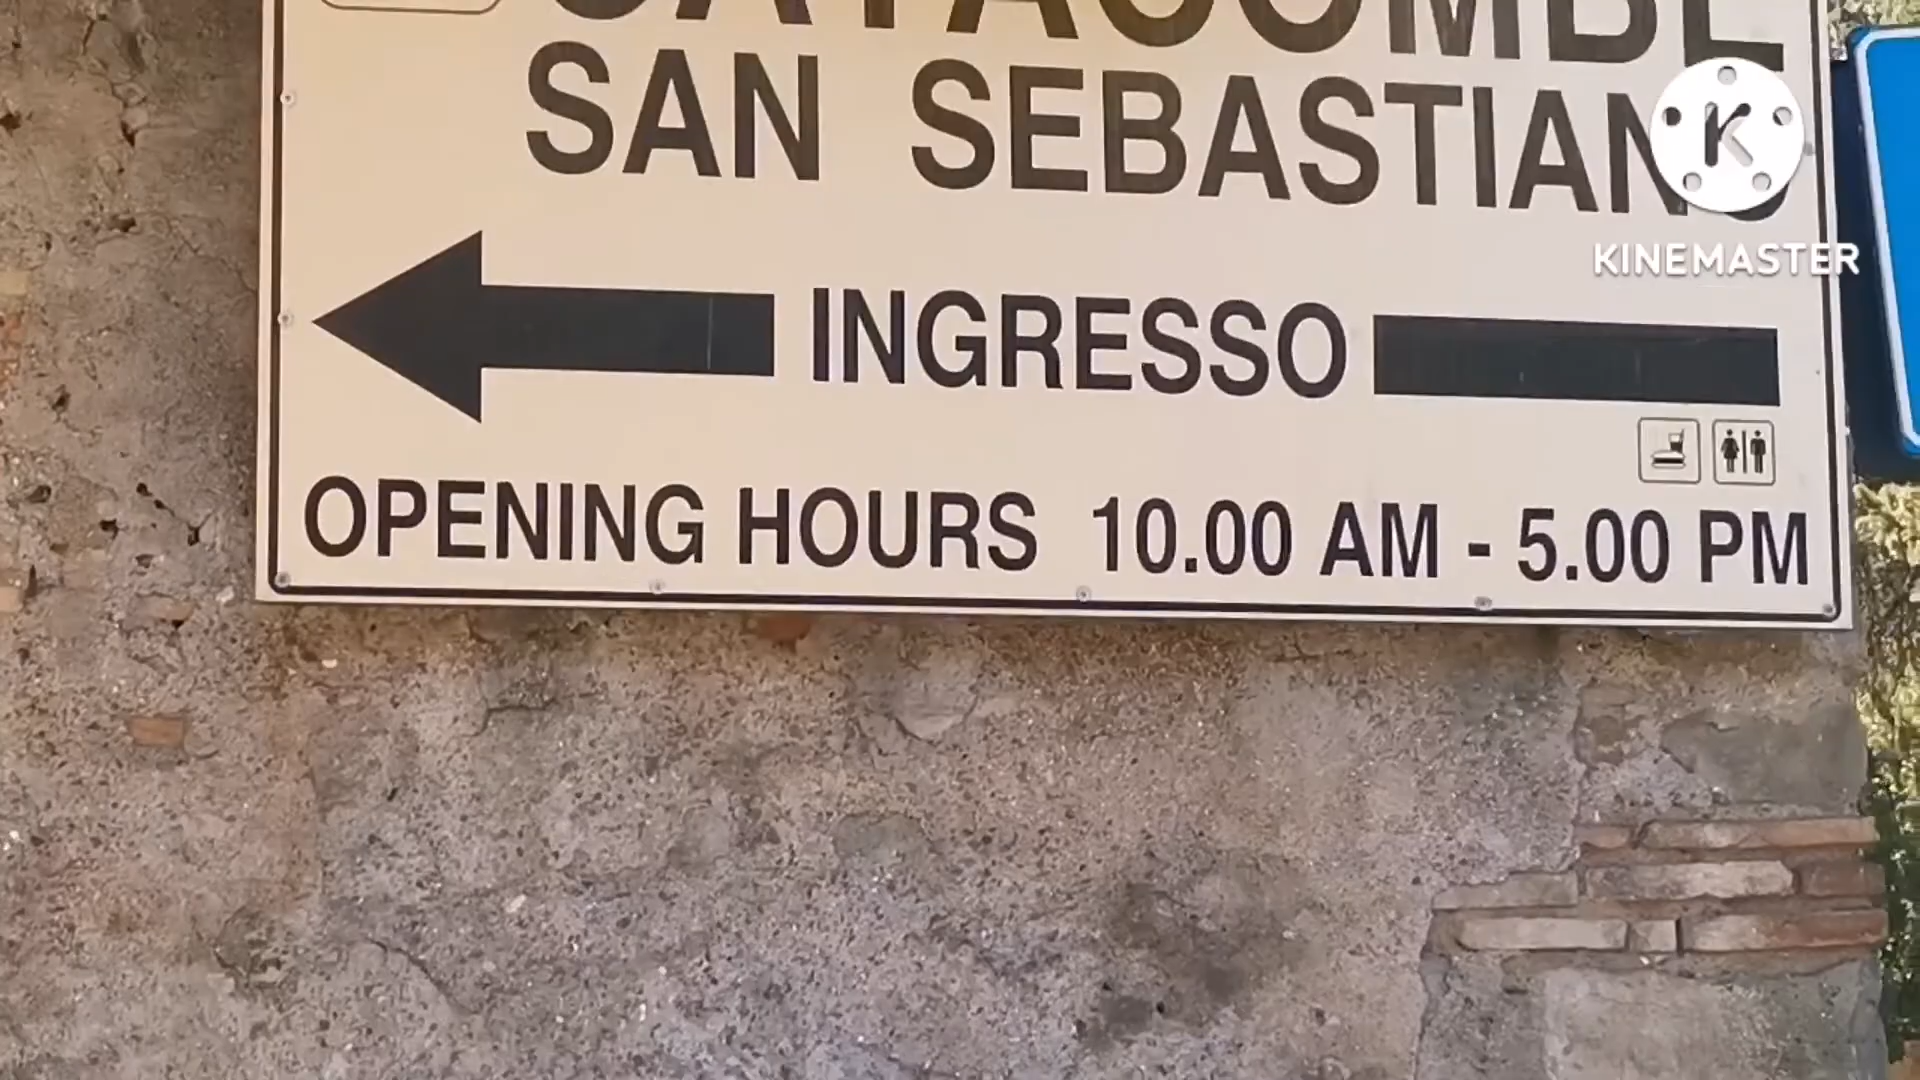 CATACOMBE
SAN SEBASTIANO
INGRESSO
OPENING HOURS 10.00 AM - 5.00 PM
K
KINEMASTER